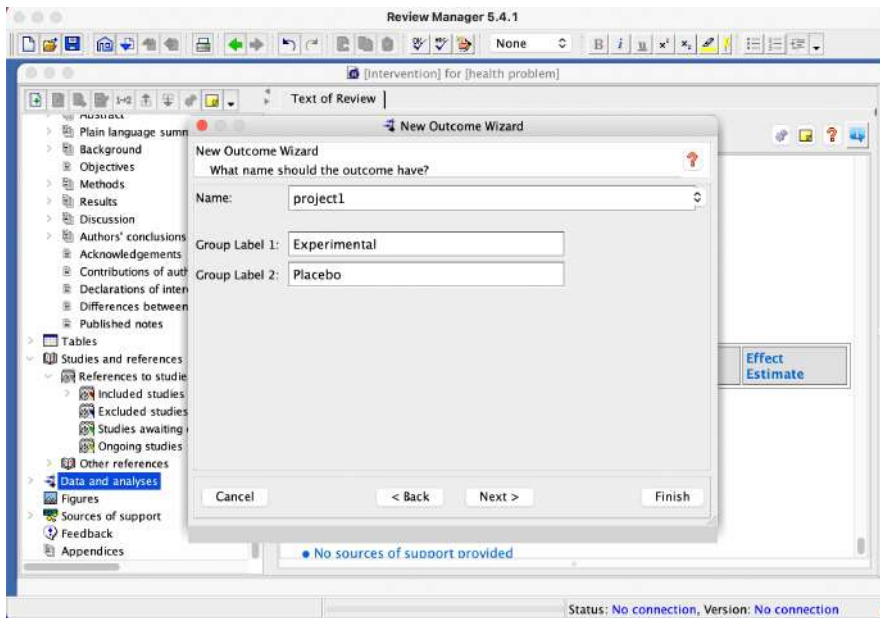 Review Manager 5.4.1
None
B i u x² x₂
[Intervention] for [health problem]
1•2
Text of Review
Abstract
Plain language summ
Background
Objectives
Methods
Results
Discussion
Authors' conclusions
Acknowledgements
Contributions of auth
Declarations of inter
Differences between
Published notes
Tables
Studies and references
References to studie
Included studies
Excluded studies
Studies awaiting
Ongoing studies
Other references
Data and analyses
Figures
Sources of support
Feedback
Appendices
New Outcome Wizard
New Outcome Wizard
What name should the outcome have?
?
Name: project1
Group Label 1: Experimental
Group Label 2: Placebo
Cancel < Back Next > Finish
?
Effect
Estimate
• No sources of support provided
Status: No connection, Version: No connection